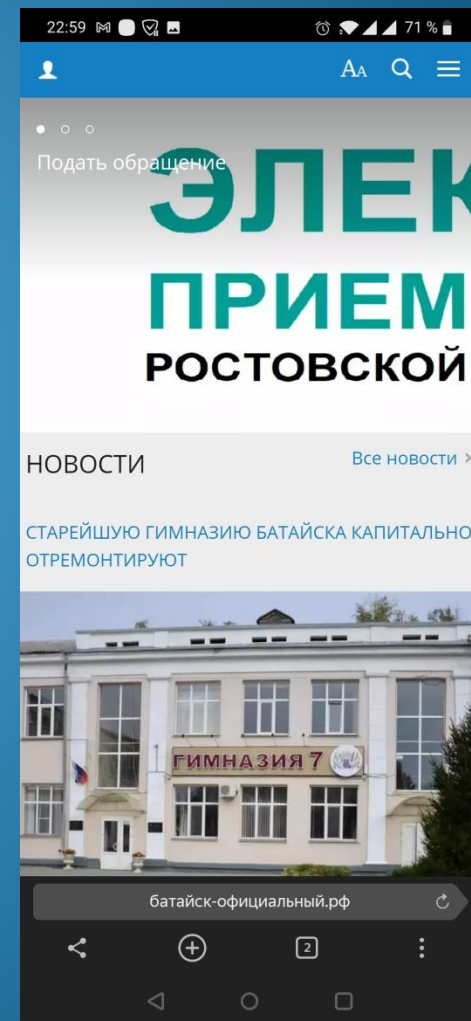 22:59
71 %
AA
Подать обращение
ЭЛЕК
ПРИЕМ
РОСТОВСКОЙ
НОВОСТИ
Все новости
СТАРЕЙШУЮ ГИМНАЗИЮ БАТАЙСКА КАПИТАЛЬНО
ОТРЕМОНТИРУЮТ
ГИМНАЗИЯ 7
батайск-официальный.рф
2